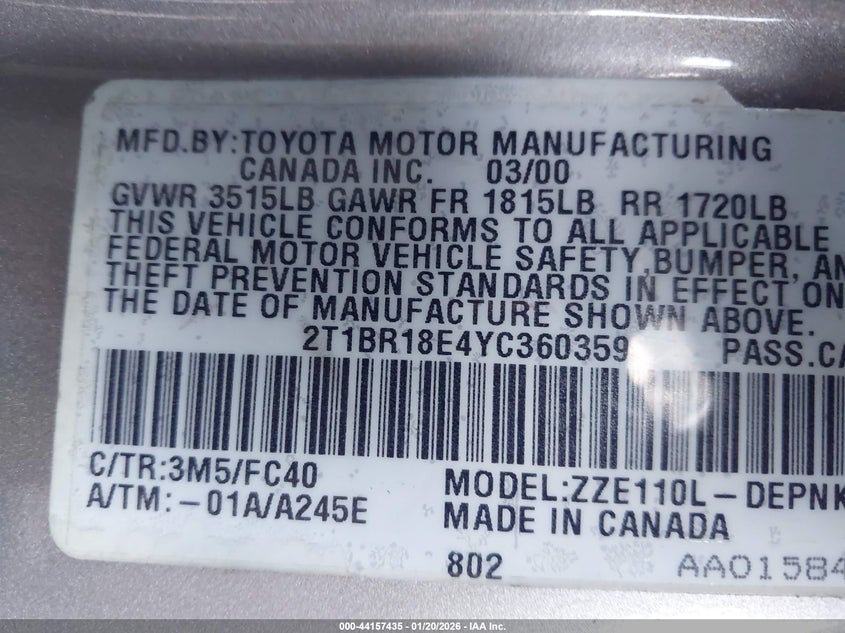 MFD.BY:TOYOTA MOTOR MANUFACTURING
CANADA INC. 03/00
GVWR 3515LB GAWR FR 1815LB RR 1720LB
THIS VEHICLE CONFORMS TO ALL APPLICABLE
FEDERAL MOTOR VEHICLE SAFETY,BUMPER, AN
THEFT PREVENTION STANDARDS IN EFFECT ON
THE DATE OF MANUFACTURE SHOWN ABOVE.
2T1BR18E4YC360359 PASS.CA
C/TR:3M5/FC40
A/TM:-01A/A245E
MODEL:ZZE110L-DEPNK
MADE IN CANADA
802 AA01584
000-44157435 - 01/20/2026 - IAA Inc.